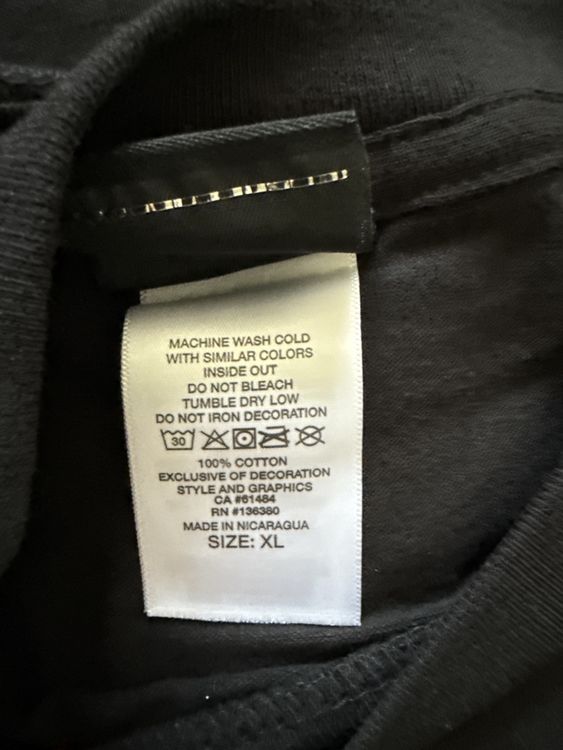 MACHINE WASH COLD
WITH SIMILAR COLORS
INSIDE OUT
DO NOT BLEACH
TUMBLE DRY LOW
DO NOT IRON DECORATION
30
100% COTTON
EXCLUSIVE OF DECORATION
STYLE AND GRAPHICS
CA #61484
RN #136380
MADE IN NICARAGUA
SIZE: XL